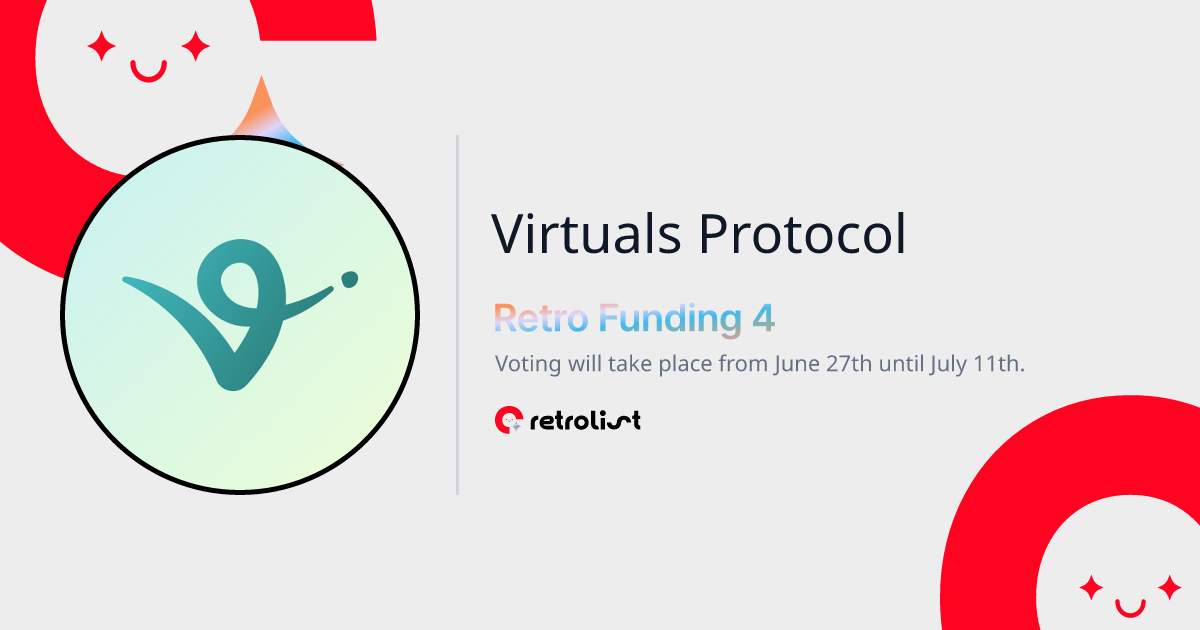 Virtuals Protocol
Retro Funding 4
Voting will take place from June 27th until July 11th.
retrolist